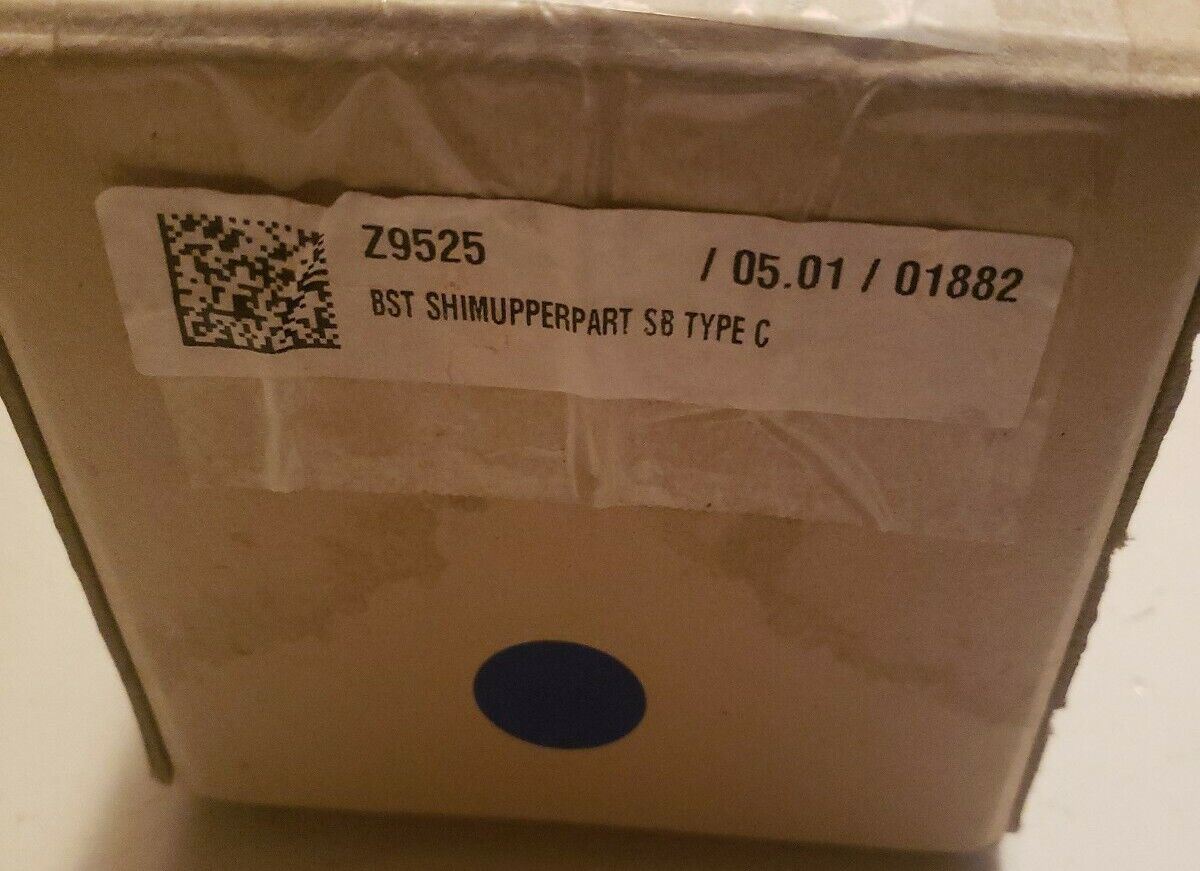 Z9525 / 05.01 / 01882
BST SHIMUPPERPART SB TYPE C